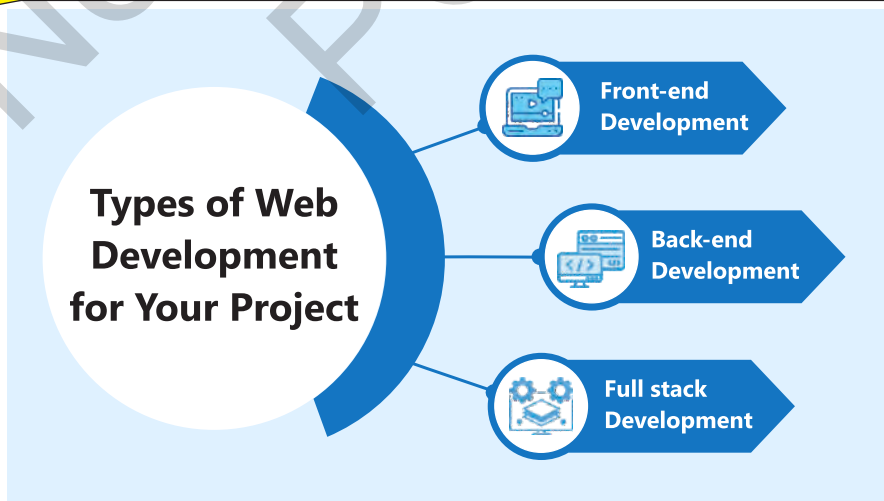 Types of Web
Development
for Your Project
Front-end
Development
Back-end
Development
</>
Full stack
Development